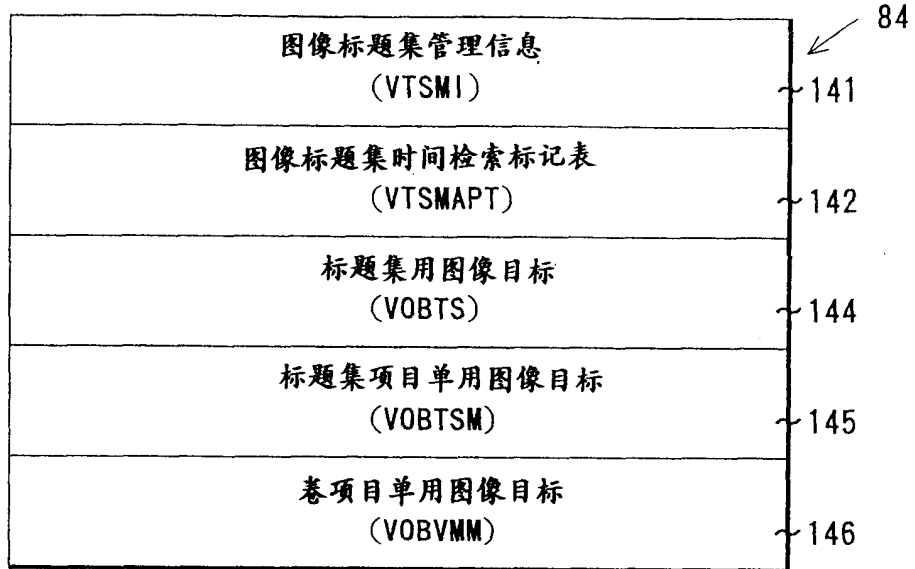 84
图像标题集管理信息
(VTSMI)
141
图像标题集时间检索标记表
(VTSMAPT)
142
标题集用图像目标
(VOBTS)
144
标题集项目单用图像目标
(VOBTSM)
145
卷项目单用图像目标
(VOBVMM)
146